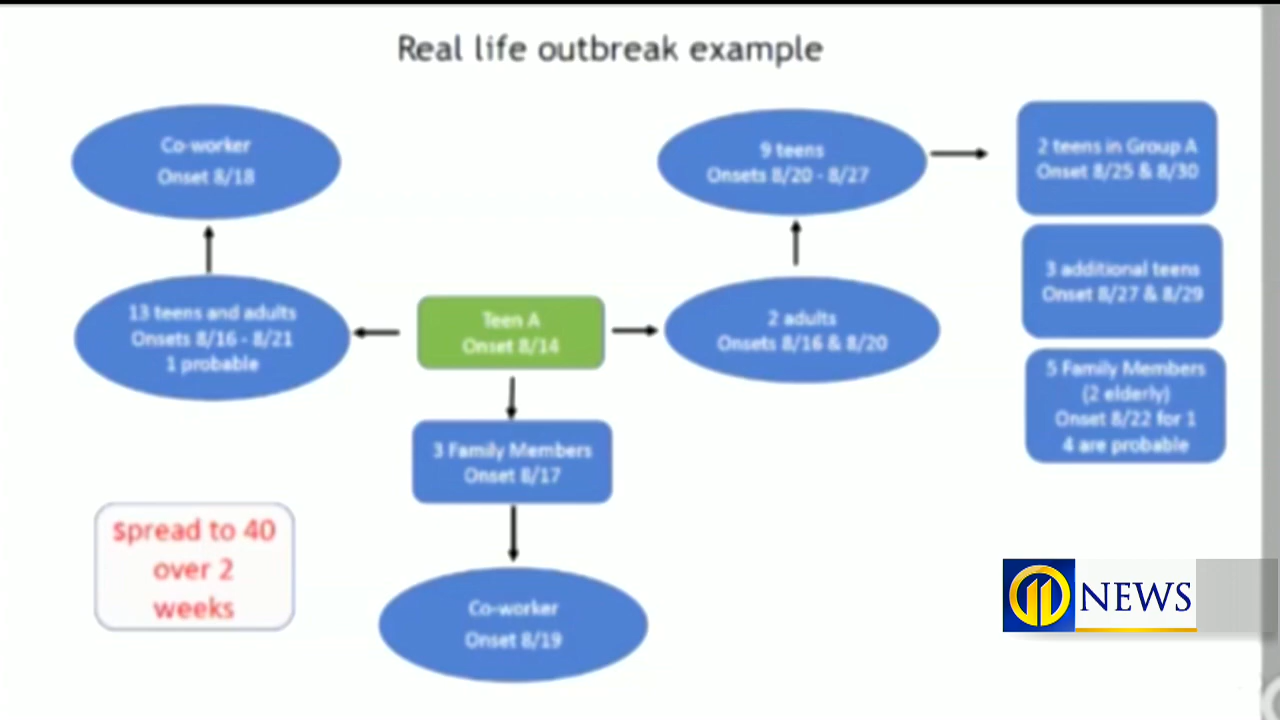 Real life outbreak example
Co-worker
Onset 8/18
13 teens and adults
Onsets 8/16 - 8/21
1 probable
Teen A
Onset 8/14
3 Family Members
Onset 8/17
Co-worker
Onset 8/19
9 teens
Onsets 8/20 - 8/27
2 adults
Onsets 8/16 & 8/20
2 teens in Group A
Onset 8/25 & 8/30
3 additional teens
Onset 8/27 & 8/29
5 Family Members
(2 elderly)
Onset 8/22 for 1
4 are probable
Spread to 40
over 2
weeks
11 NEWS